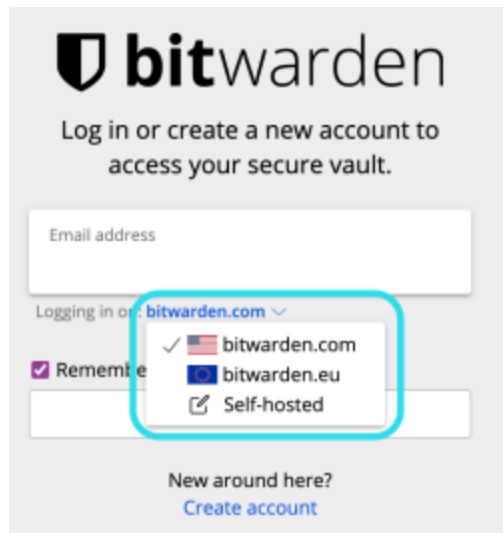 bitwarden
Log in or create a new account to
access your secure vault.
Email address
Logging in on: bitwarden.com
bitwarden.com
bitwarden.eu
Self-hosted
New around here?
Create account